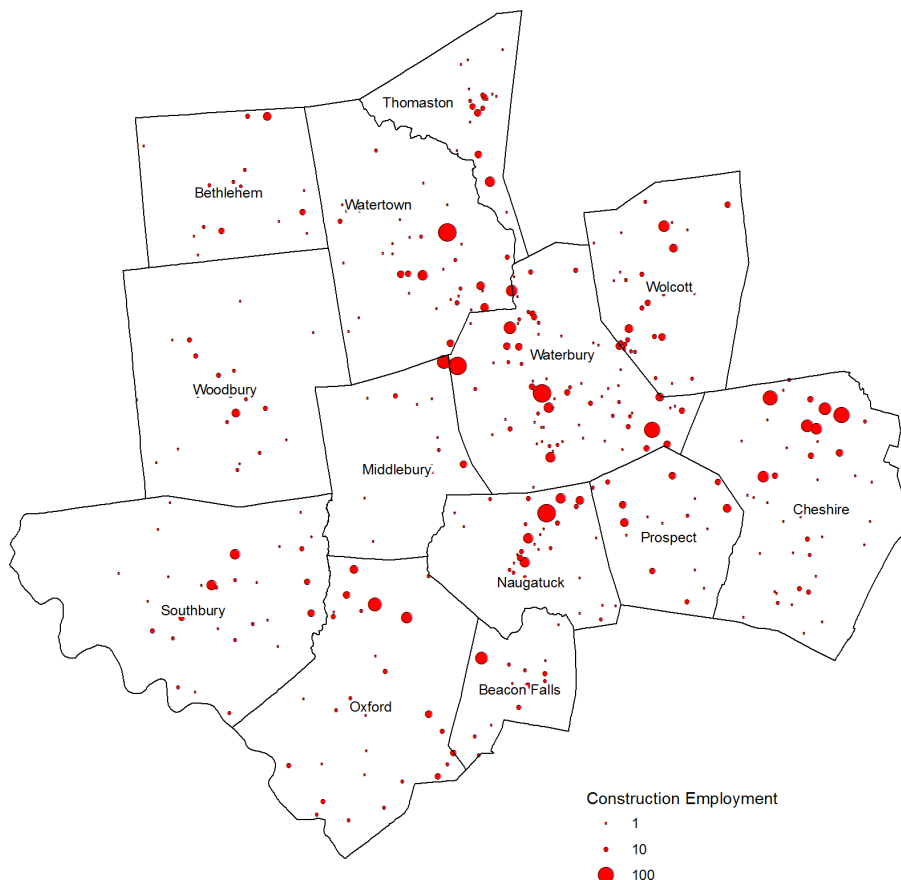 Thomaston
Bethlehem
Watertown
Wolcott
Waterbury
Woodbury
Middlebury
Cheshire
Prospect
Naugatuck
Southbury
Beacon Falls
Oxford
Construction Employment
1
10
100